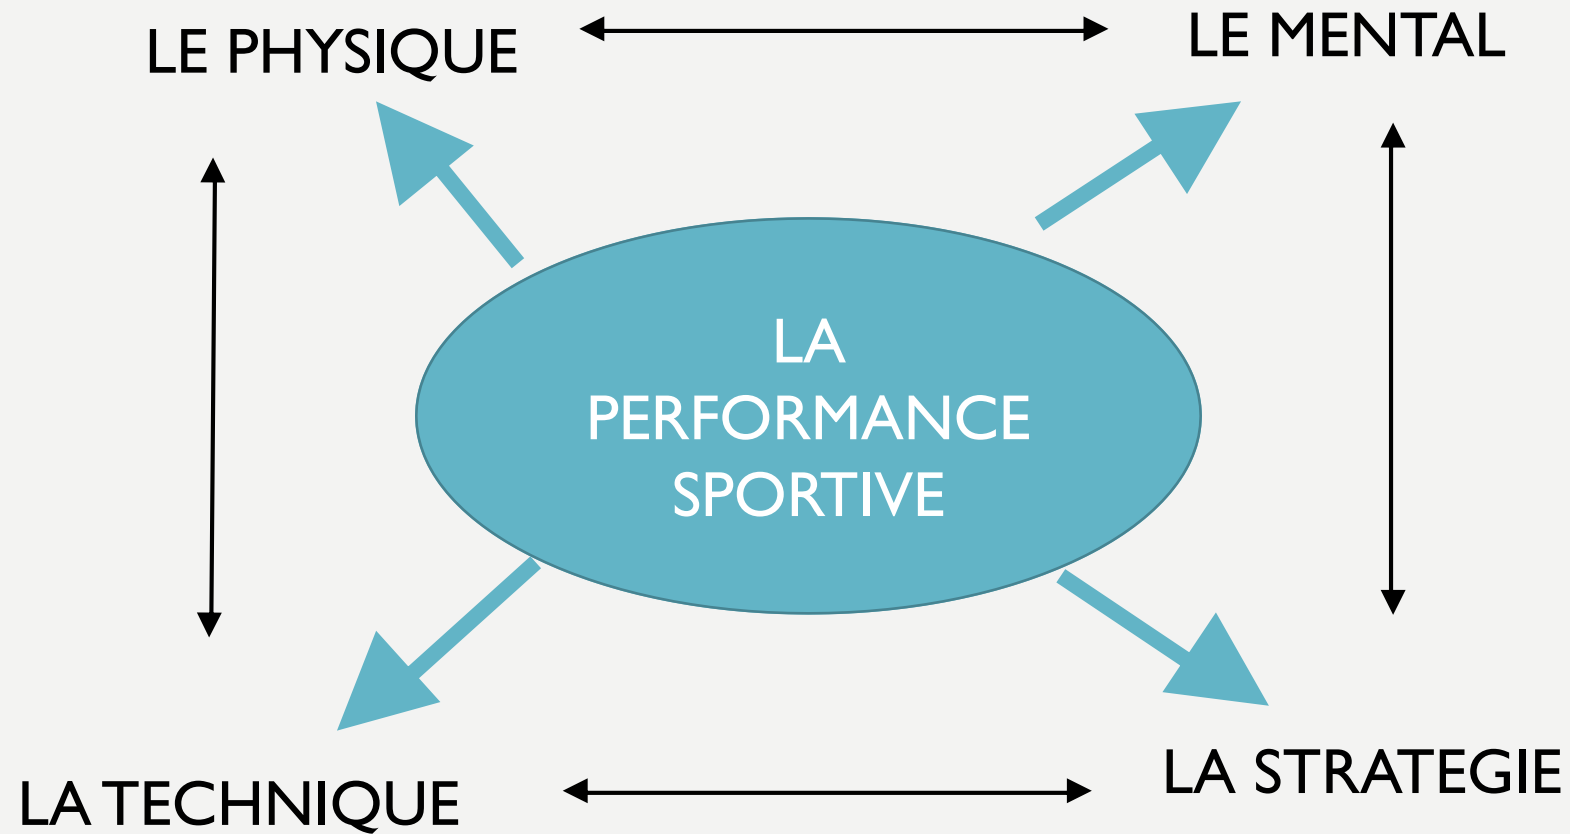 LE PHYSIQUE
LE MENTAL
LA
PERFORMANCE
SPORTIVE
LA TECHNIQUE
LA STRATEGIE